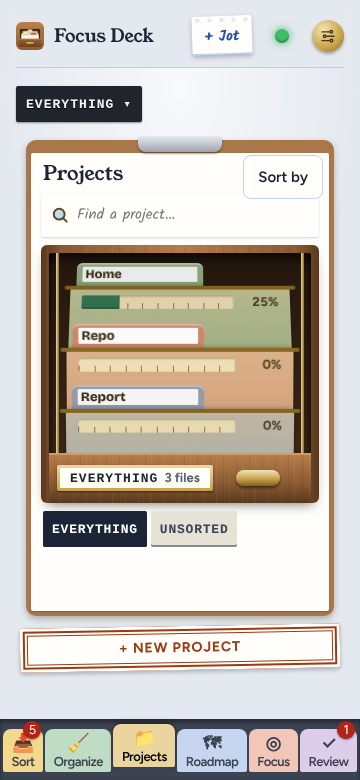 Focus Deck
+ Jot
EVERYTHING ▾
Projects
Sort by
Find a project...
Home
25%
Repo
0%
Report
0%
EVERYTHING 3 files
EVERYTHING
UNSORTED
+ NEW PROJECT
5
1
Sort
Organize
Projects
Roadmap
Focus
Review